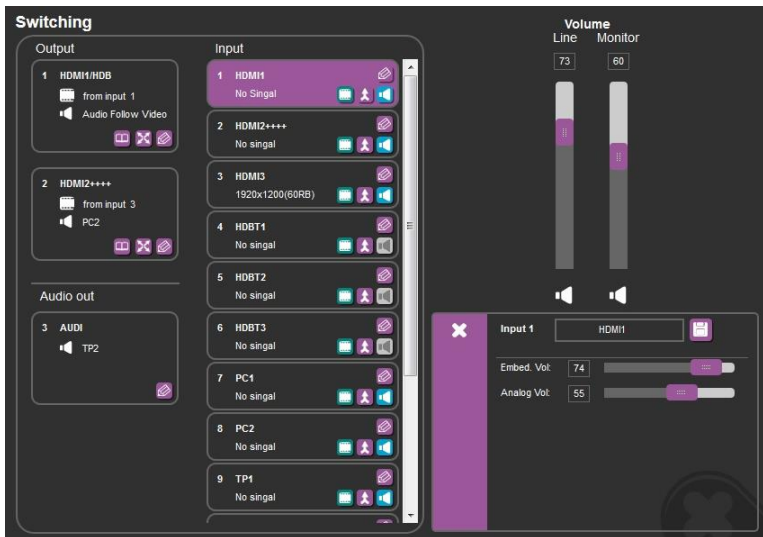 Switching
Output
1 HDMI1/HDB
from input 1
Audio Follow Video
2 HDMI2++++
from input 3
PC2
Audio out
3 AUDI
TP2
Input
1 HDMI1
No Singal
2 HDMI2++++
No singal
3 HDMI3
1920x1200(60RB)
4 HDBT1
No singal
5 HDBT2
No singal
6 HDBT3
No singal
7 PC1
No singal
8 PC2
No singal
9 TP1
No singal
Volume
Line Monitor
73 60
Input 1 HDMI1
Embed. Vol: 74
Analog Vol: 55